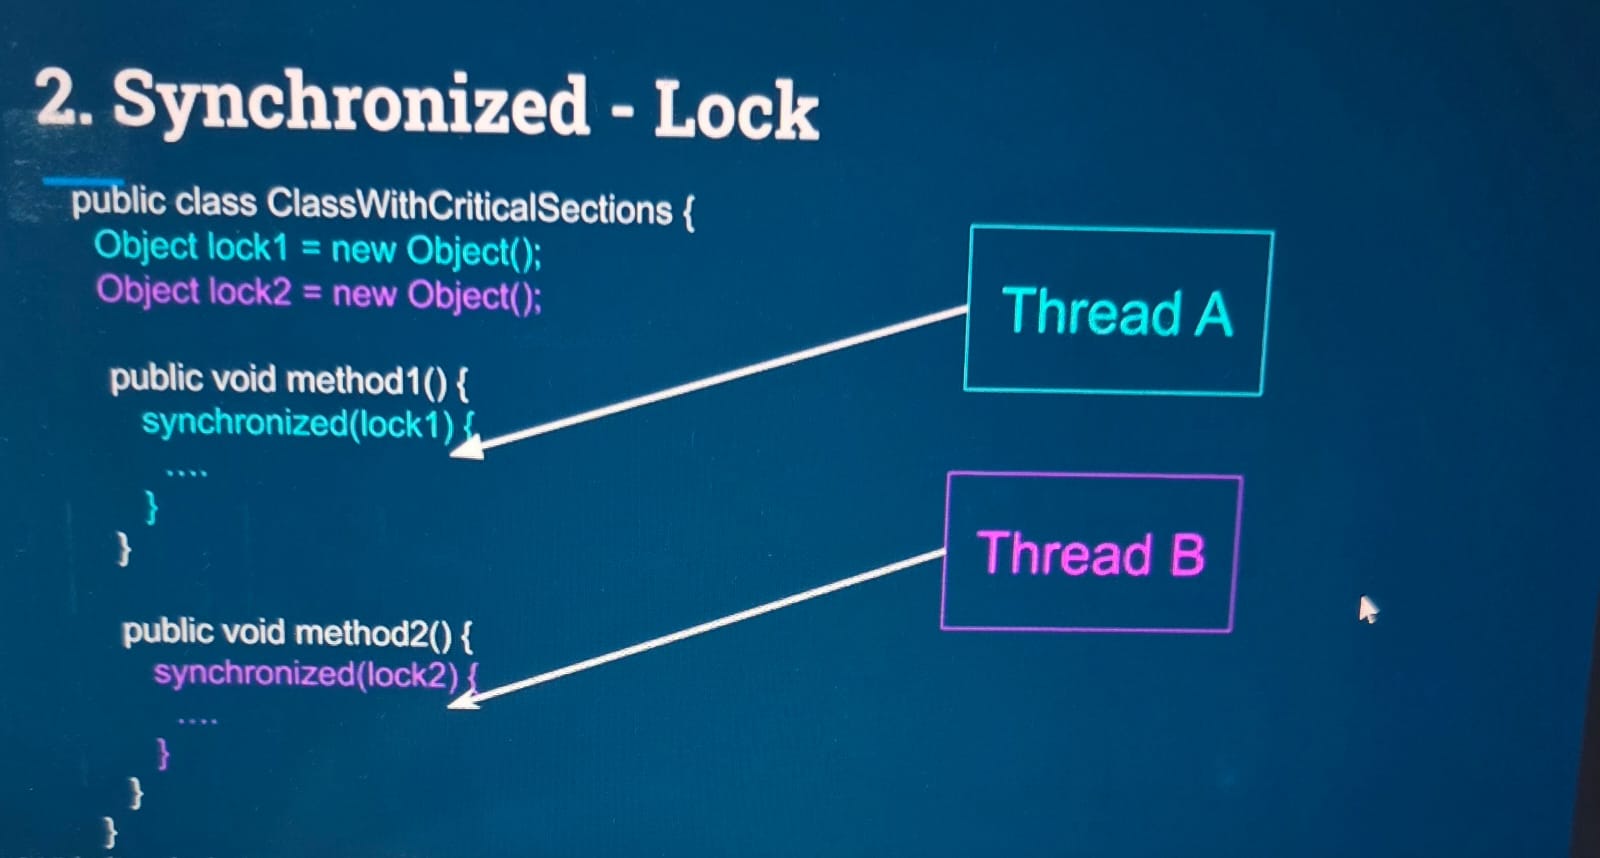 2. Synchronized - Lock
public class ClassWithCriticalSections {
Object lock1 = new Object();
Object lock2 = new Object();
public void method1() {
synchronized(lock1) {
....
}
}
public void method2() {
synchronized(lock2) {
....
}
}
}
Thread A
Thread B